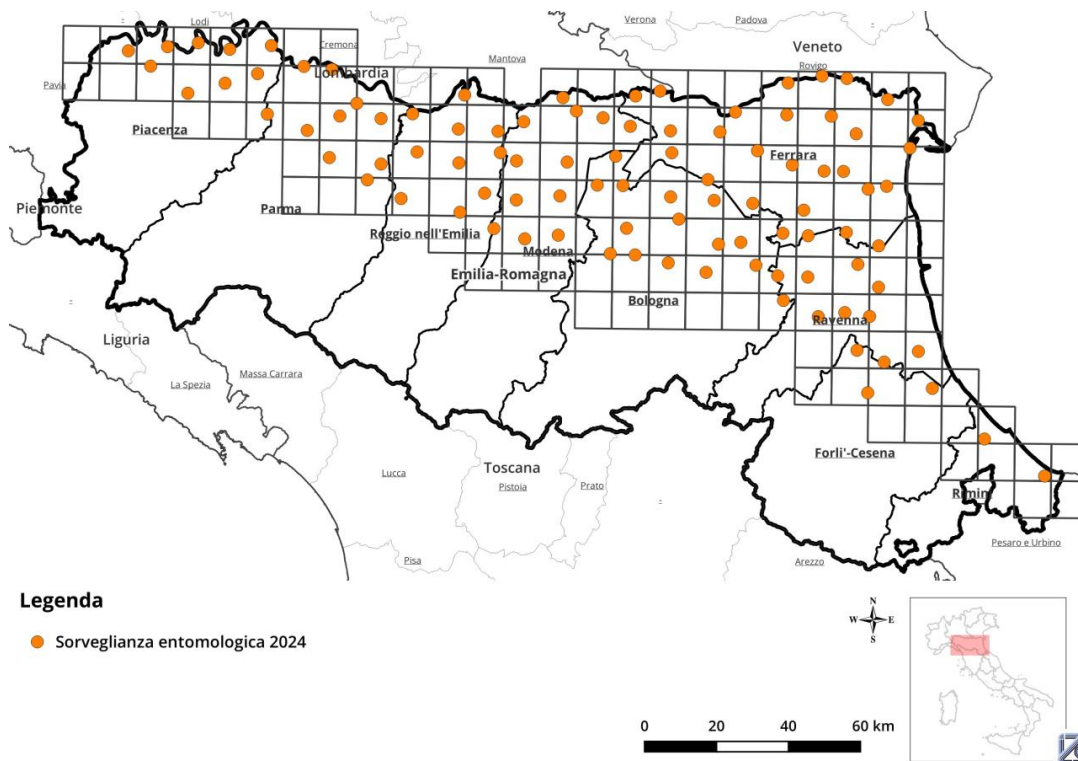 Lodi
Verona
Padova
Cremona
Mantova
Veneto
Rovigo
Lombardia
Pavia
Piacenza
Ferrara
Piemonte
Parma
Reggio nell'Emilia
Modena
Emilia-Romagna
Bologna
Ravenna
Liguria
La Spezia
Massa Carrara
Forli'-Cesena
Lucca
Toscana
Pistoia
Prato
Rimini
Pesaro e Urbino
Pisa
Arezzo
Legenda
Sorveglianza entomologica 2024
N
W E
S
0 20 40 60 km